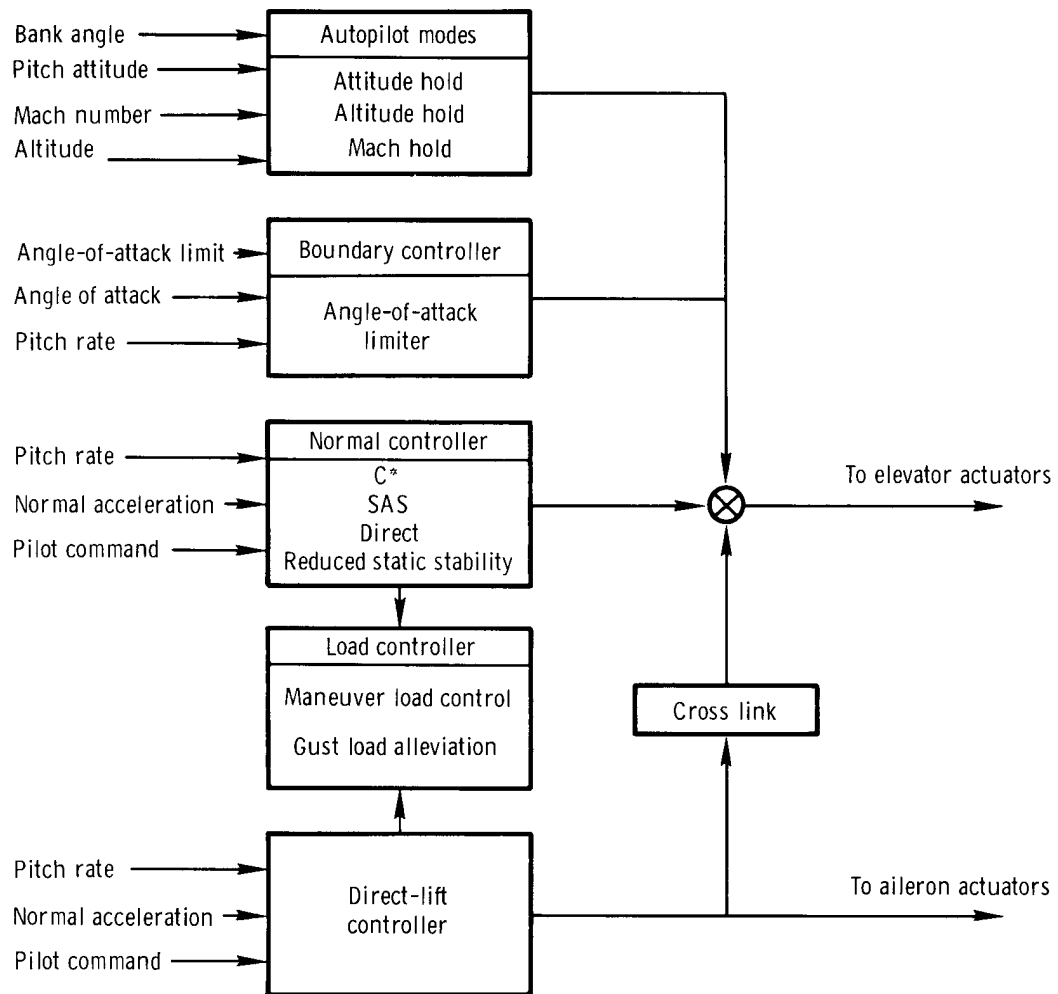 Bank angle
Pitch attitude
Mach number
Altitude
Autopilot modes
Attitude hold
Altitude hold
Mach hold
Angle-of-attack limit
Angle of attack
Pitch rate
Boundary controller
Angle-of-attack
limiter
Pitch rate
Normal acceleration
Pilot command
Normal controller
C*
SAS
Direct
Reduced static stability
To elevator actuators
Load controller
Maneuver load control
Gust load alleviation
Cross link
Pitch rate
Normal acceleration
Pilot command
Direct-lift
controller
To aileron actuators